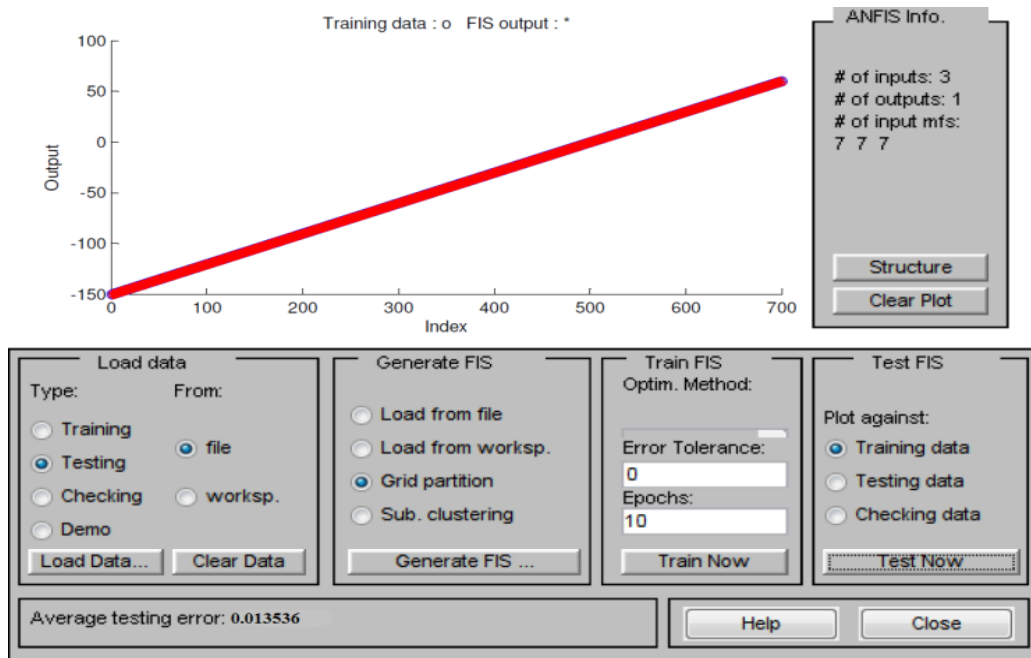 Training data : o   FIS output : *
100
50
0
-50
-100
-150
Output
0 100 200 300 400 500 600 700
Index
ANFIS Info.
# of inputs: 3
# of outputs: 1
# of input mfs:
7 7 7
Structure
Clear Plot
Load data
Type: From:
Training
Testing
Checking
Demo
file
worksp.
Load Data... Clear Data
Generate FIS
Load from file
Load from worksp.
Grid partition
Sub. clustering
Generate FIS ...
Train FIS
Optim. Method:
Error Tolerance:
0
Epochs:
10
Train Now
Test FIS
Plot against:
Training data
Testing data
Checking data
Test Now
Average testing error: 0.013536
Help Close